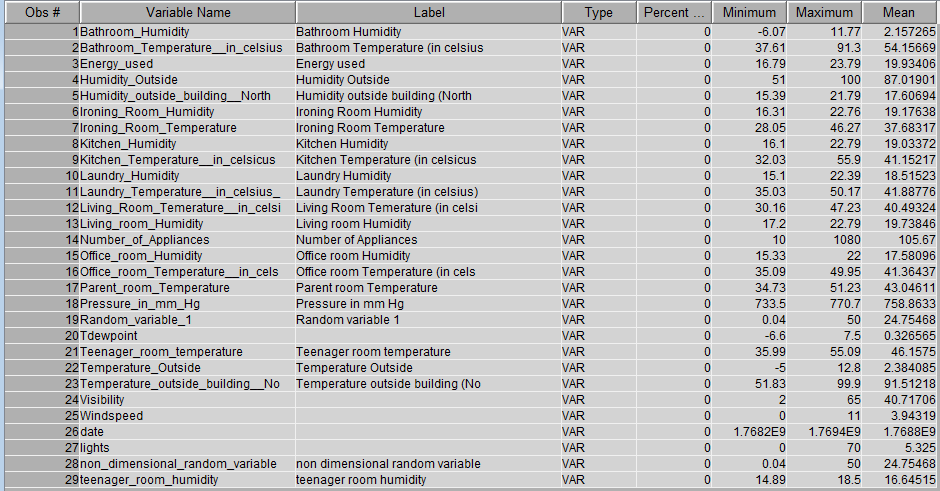 Obs # Variable Name Label Type Percent ... Minimum Maximum Mean
1 Bathroom_Humidity Bathroom Humidity VAR 0 -6.07 11.77 2.157265
2 Bathroom_Temperature__in_celsius Bathroom Temperature (in celsius VAR 0 37.61 91.3 54.15669
3 Energy_used Energy used VAR 0 16.79 23.79 19.93406
4 Humidity_Outside Humidity Outside VAR 0 51 100 87.01901
5 Humidity_outside_building__North Humidity outside building (North VAR 0 15.39 21.79 17.60694
6 Ironing_Room_Humidity Ironing Room Humidity VAR 0 16.31 22.76 19.17638
7 Ironing_Room_Temperature Ironing Room Temperature VAR 0 28.05 46.27 37.68317
8 Kitchen_Humidity Kitchen Humidity VAR 0 16.1 22.79 19.03372
9 Kitchen_Temperature__in_celsicus Kitchen Temperature (in celsicus VAR 0 32.03 55.9 41.15217
10 Laundry_Humidity Laundry Humidity VAR 0 15.1 22.39 18.51523
11 Laundry_Temperature__in_celsius_ Laundry Temperature (in celsius) VAR 0 35.03 50.17 41.88776
12 Living_Room_Temerature__in_celsi Living Room Temerature (in celsi VAR 0 30.16 47.23 40.49324
13 Living_room_Humidity Living room Humidity VAR 0 17.2 22.79 19.73846
14 Number_of_Appliances Number of Appliances VAR 0 10 1080 105.67
15 Office_room_Humidity Office room Humidity VAR 0 15.33 22 17.58096
16 Office_room_Temperature__in_cels Office room Temperature (in cels VAR 0 35.09 49.95 41.36437
17 Parent_room_Temperature Parent room Temperature VAR 0 34.73 51.23 43.04611
18 Pressure_in_mm_Hg Pressure in mm Hg VAR 0 733.5 770.7 758.8633
19 Random_variable_1 Random variable 1 VAR 0 0.04 50 24.75468
20 Tdewpoint VAR 0 -6.6 7.5 0.326565
21 Teenager_room_temperature Teenager room temperature VAR 0 35.99 55.09 46.1575
22 Temperature_Outside Temperature Outside VAR 0 -5 12.8 2.384085
23 Temperature_outside_building__No Temperature outside building (No VAR 0 51.83 99.9 91.51218
24 Visibility VAR 0 2 65 40.71706
25 Windspeed VAR 0 0 11 3.94319
26 date VAR 0 1.7682E9 1.7694E9 1.7688E9
27 lights VAR 0 0 70 5.325
28 non_dimensional_random_variable non dimensional random variable VAR 0 0.04 50 24.75468
29 teenager_room_humidity teenager room humidity VAR 0 14.89 18.5 16.64515